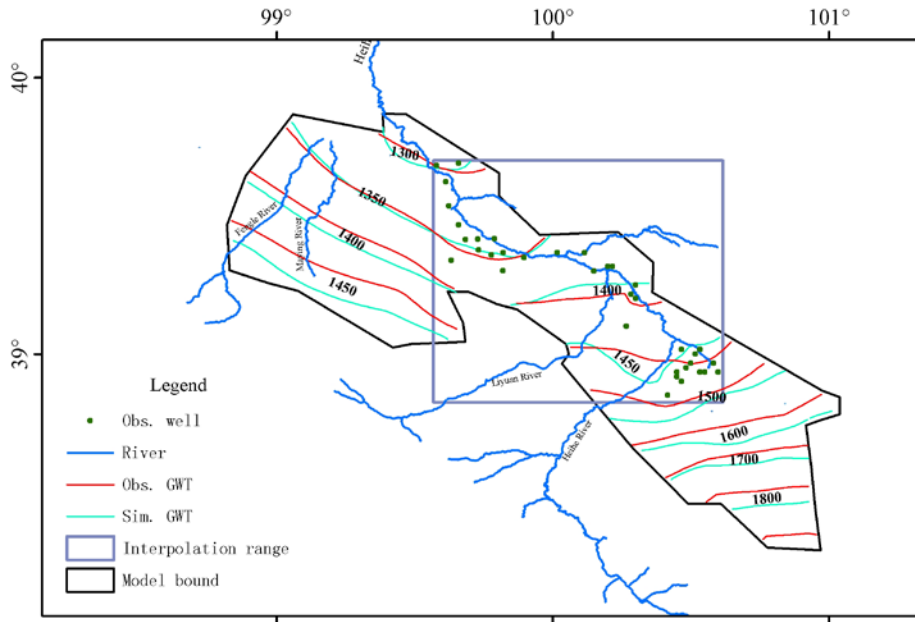 99° 100° 101°
40°
39°
Heih
1300
1350
1400
1450
Fengle River
Maying River
1400
1450
1500
1600
1700
1800
Liyuan River
Heihe River
Legend
Obs. well
River
Obs. GWT
Sim. GWT
Interpolation range
Model bound